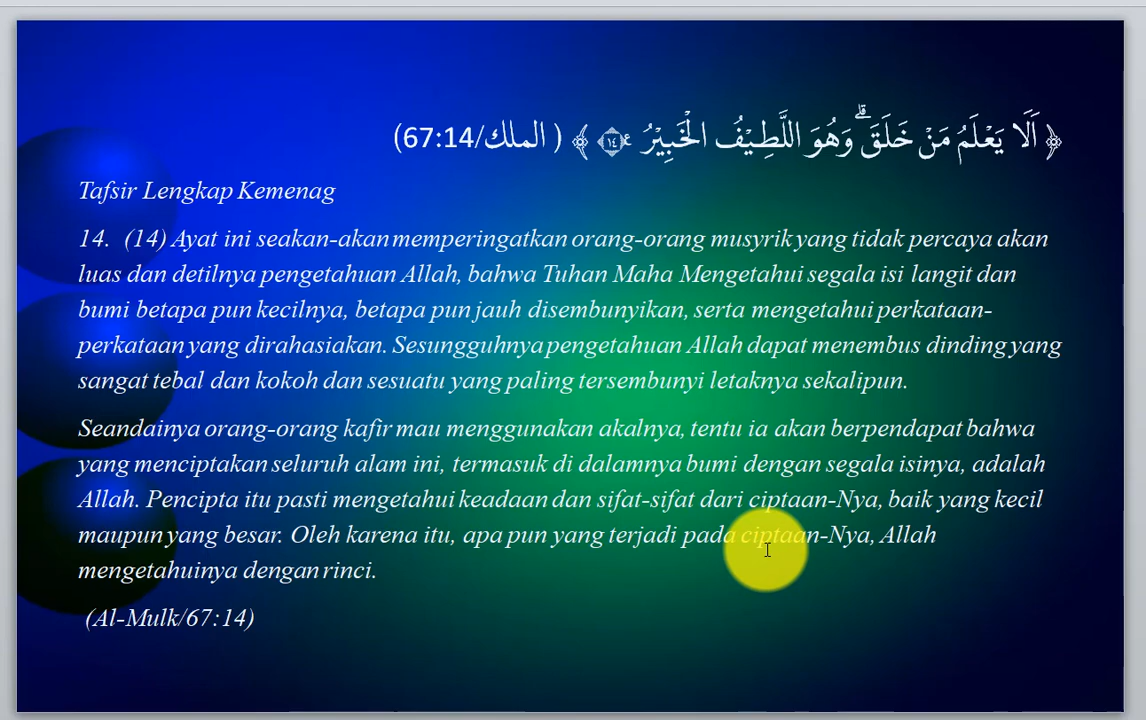 ﴿ اَلَا يَعْلَمُ مَنْ خَلَقَۗ وَهُوَ اللَّطِيْفُ الْخَبِيْرُ ࣖ ۝١٤ ﴾ ( الملك/67:14)
Tafsir Lengkap Kemenag
14. (14) Ayat ini seakan-akan memperingatkan orang-orang musyrik yang tidak percaya akan
luas dan detilnya pengetahuan Allah, bahwa Tuhan Maha Mengetahui segala isi langit dan
bumi betapa pun kecilnya, betapa pun jauh disembunyikan, serta mengetahui perkataan-
perkataan yang dirahasiakan. Sesungguhnya pengetahuan Allah dapat menembus dinding yang
sangat tebal dan kokoh dan sesuatu yang paling tersembunyi letaknya sekalipun.
Seandainya orang-orang kafir mau menggunakan akalnya, tentu ia akan berpendapat bahwa
yang menciptakan seluruh alam ini, termasuk di dalamnya bumi dengan segala isinya, adalah
Allah. Pencipta itu pasti mengetahui keadaan dan sifat-sifat dari ciptaan-Nya, baik yang kecil
maupun yang besar. Oleh karena itu, apa pun yang terjadi pada ciptaan-Nya, Allah
mengetahuinya dengan rinci.
(Al-Mulk/67:14)